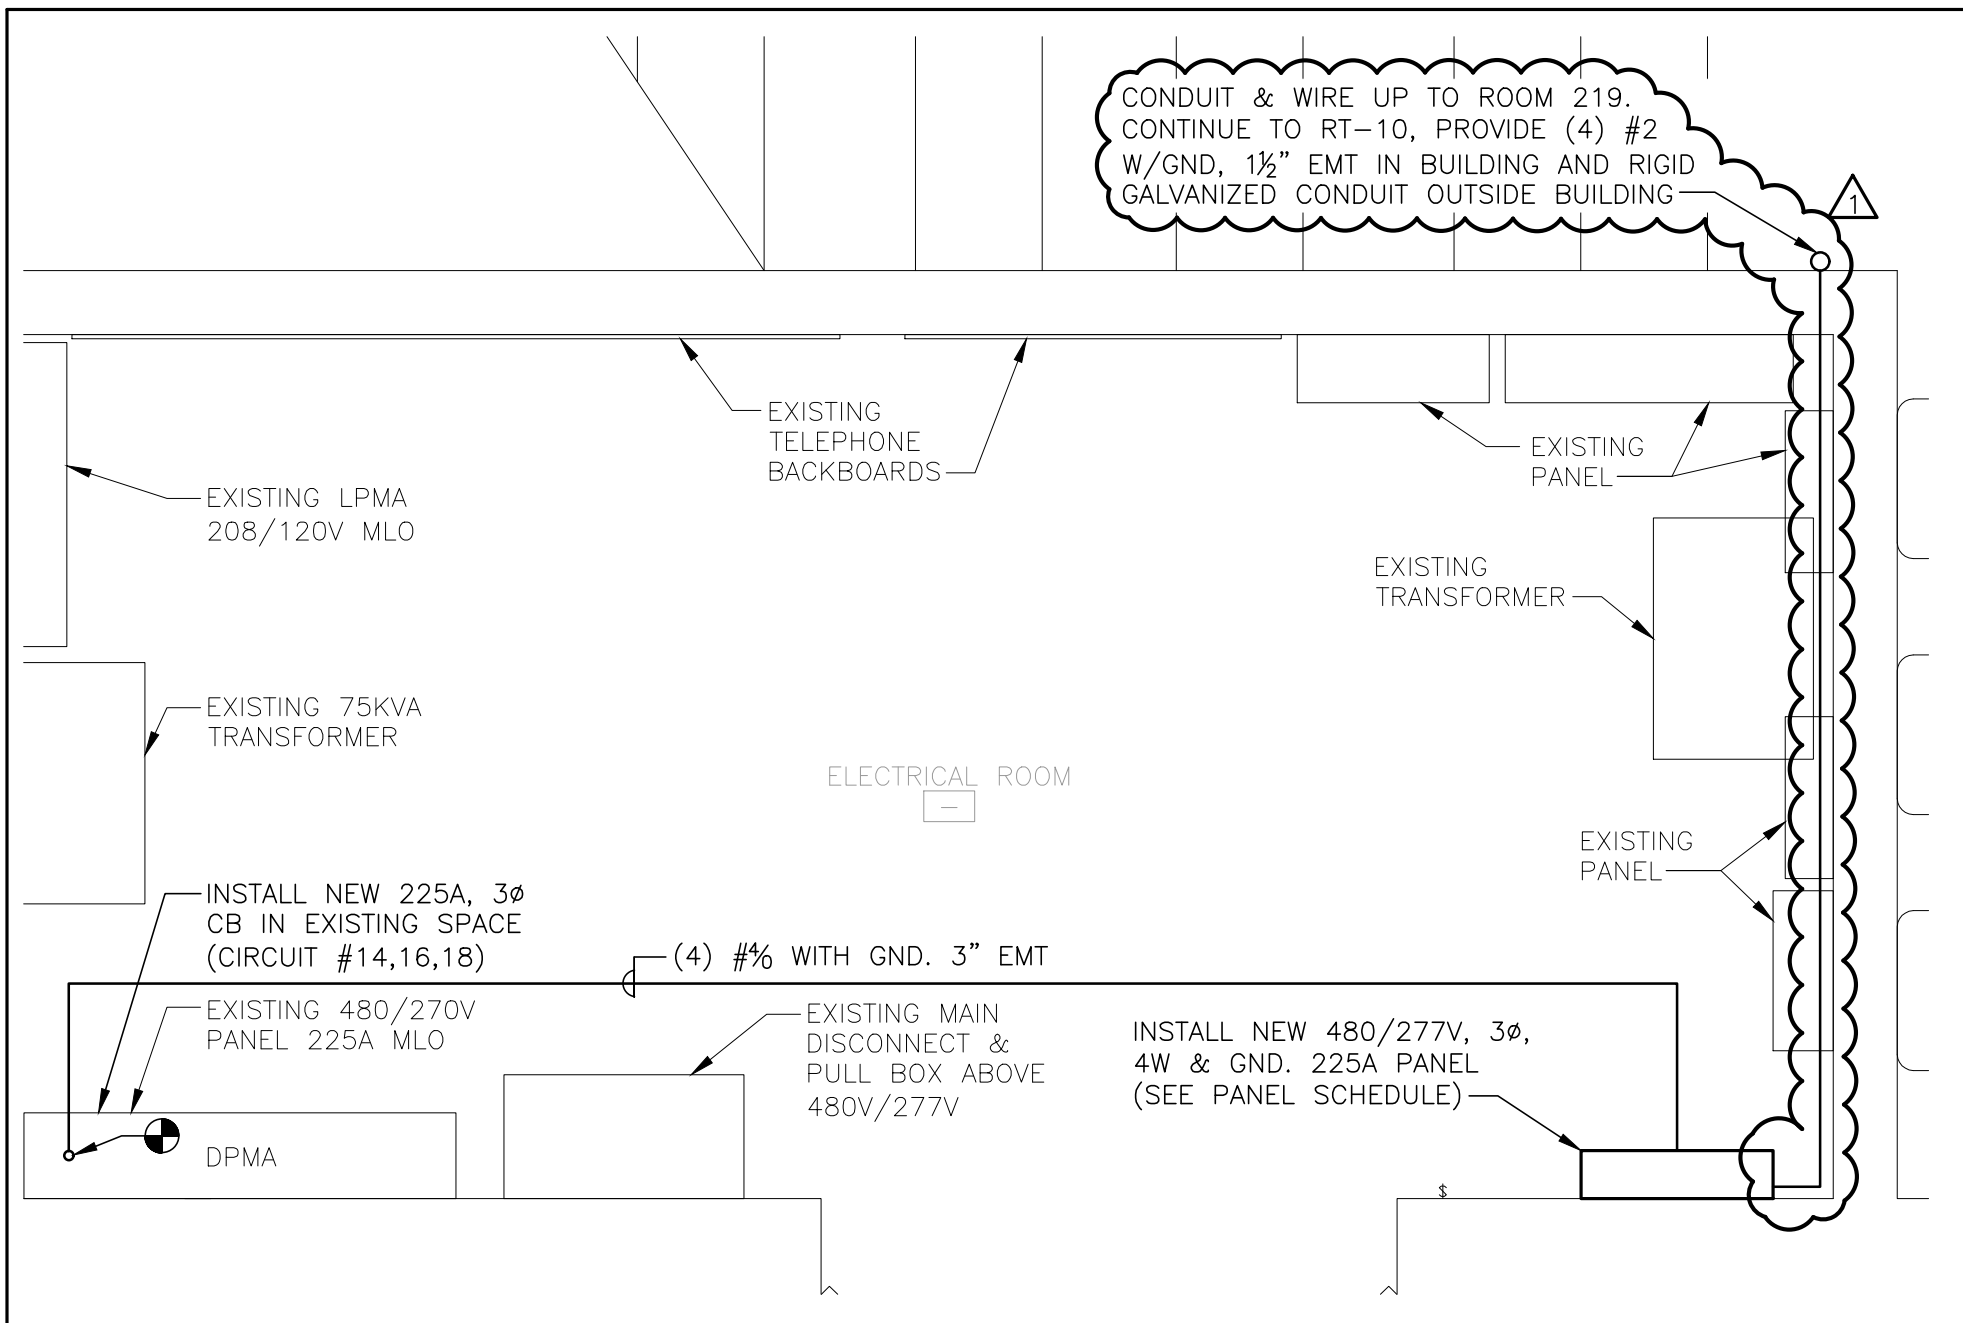 CONDUIT & WIRE UP TO ROOM 219.
CONTINUE TO RT-10, PROVIDE (4) #2
W/GND, 1½" EMT IN BUILDING AND RIGID
GALVANIZED CONDUIT OUTSIDE BUILDING
1
EXISTING
TELEPHONE
BACKBOARDS
EXISTING
PANEL
EXISTING LPMA
208/120V MLO
EXISTING
TRANSFORMER
EXISTING 75KVA
TRANSFORMER
ELECTRICAL ROOM
-
EXISTING
PANEL
INSTALL NEW 225A, 3ø
CB IN EXISTING SPACE
(CIRCUIT #14,16,18)
(4) #4/0 WITH GND. 3" EMT
EXISTING 480/270V
PANEL 225A MLO
EXISTING MAIN
DISCONNECT &
PULL BOX ABOVE
480V/277V
INSTALL NEW 480/277V, 3ø,
4W & GND. 225A PANEL
(SEE PANEL SCHEDULE)
DPMA
$